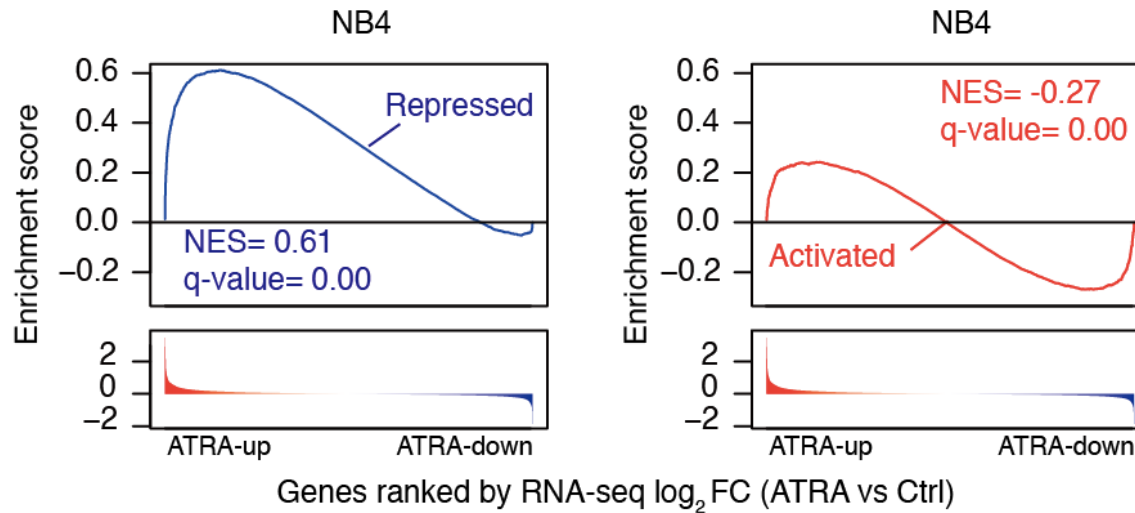 NB4
Enrichment score
0.6
0.4
0.2
0.0
−0.2
Repressed
NES= 0.61
q-value= 0.00
2
0
−2
ATRA-up
ATRA-down
NB4
Enrichment score
0.6
0.4
0.2
0.0
−0.2
NES= -0.27
q-value= 0.00
Activated
2
0
−2
ATRA-up
ATRA-down
Genes ranked by RNA-seq log₂ FC (ATRA vs Ctrl)